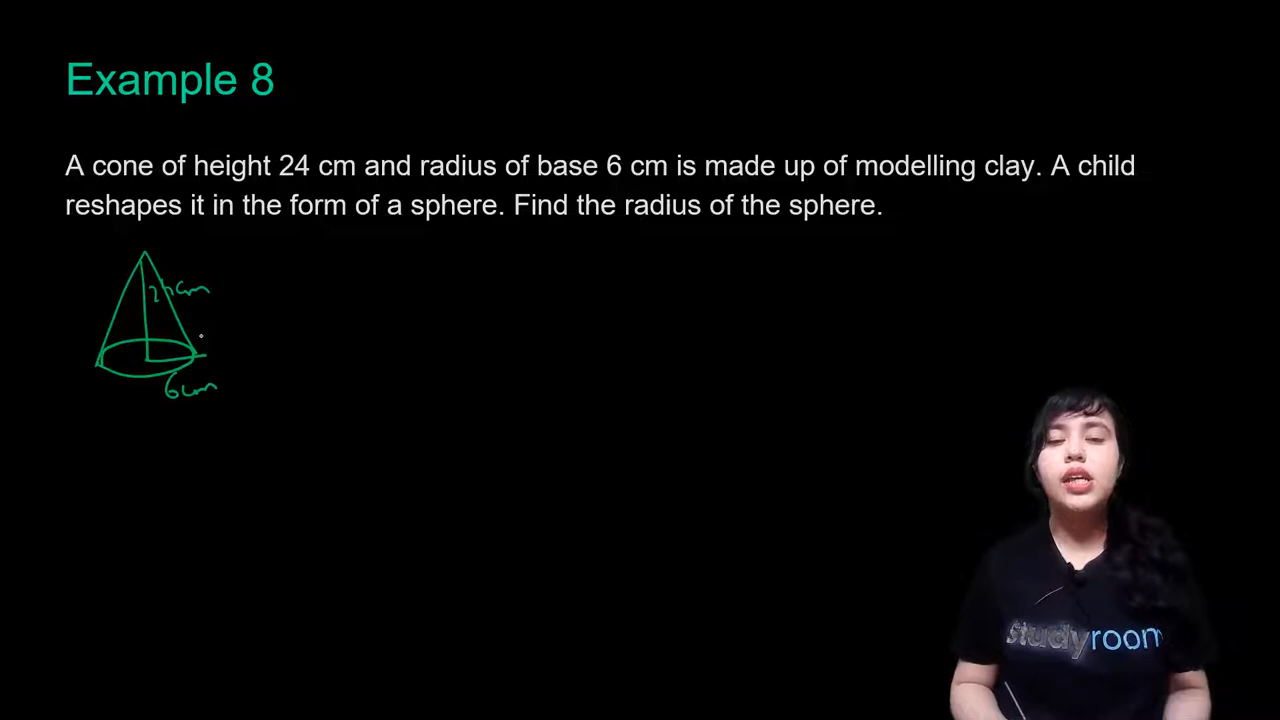 Example 8
A cone of height 24 cm and radius of base 6 cm is made up of modelling clay. A child
reshapes it in the form of a sphere. Find the radius of the sphere.
24cm
6cm
studyroom